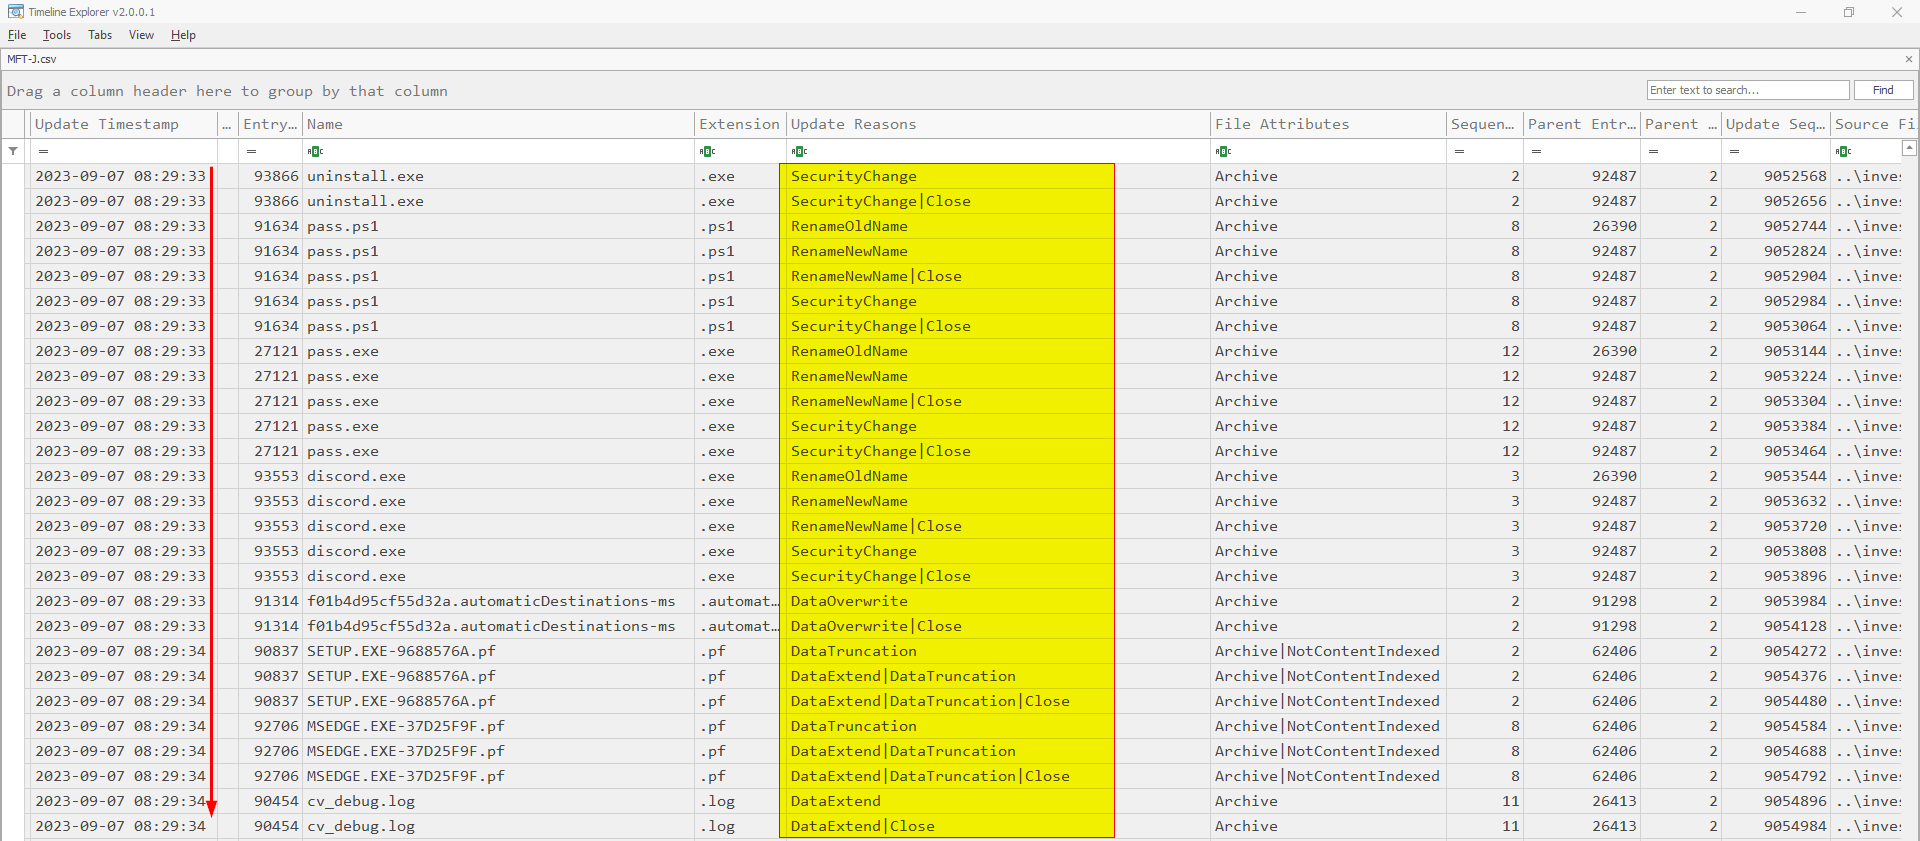 Timeline Explorer v2.0.0.1
File Tools Tabs View Help
MFT-J.csv
Drag a column header here to group by that column
Enter text to search... Find
Update Timestamp ... Entry... Name Extension Update Reasons File Attributes Sequen... Parent Entr... Parent ... Update Seq... Source Fi
= = ABC ABC ABC ABC = = = = ABC
2023-09-07 08:29:33 93866 uninstall.exe .exe SecurityChange Archive 2 92487 2 9052568 ..\inves
2023-09-07 08:29:33 93866 uninstall.exe .exe SecurityChange|Close Archive 2 92487 2 9052656 ..\inves
2023-09-07 08:29:33 91634 pass.ps1 .ps1 RenameOldName Archive 8 26390 2 9052744 ..\inves
2023-09-07 08:29:33 91634 pass.ps1 .ps1 RenameNewName Archive 8 92487 2 9052824 ..\inves
2023-09-07 08:29:33 91634 pass.ps1 .ps1 RenameNewName|Close Archive 8 92487 2 9052904 ..\inves
2023-09-07 08:29:33 91634 pass.ps1 .ps1 SecurityChange Archive 8 92487 2 9052984 ..\inves
2023-09-07 08:29:33 91634 pass.ps1 .ps1 SecurityChange|Close Archive 8 92487 2 9053064 ..\inves
2023-09-07 08:29:33 27121 pass.exe .exe RenameOldName Archive 12 26390 2 9053144 ..\inves
2023-09-07 08:29:33 27121 pass.exe .exe RenameNewName Archive 12 92487 2 9053224 ..\inves
2023-09-07 08:29:33 27121 pass.exe .exe RenameNewName|Close Archive 12 92487 2 9053304 ..\inves
2023-09-07 08:29:33 27121 pass.exe .exe SecurityChange Archive 12 92487 2 9053384 ..\inves
2023-09-07 08:29:33 27121 pass.exe .exe SecurityChange|Close Archive 12 92487 2 9053464 ..\inves
2023-09-07 08:29:33 93553 discord.exe .exe RenameOldName Archive 3 26390 2 9053544 ..\inves
2023-09-07 08:29:33 93553 discord.exe .exe RenameNewName Archive 3 92487 2 9053632 ..\inves
2023-09-07 08:29:33 93553 discord.exe .exe RenameNewName|Close Archive 3 92487 2 9053720 ..\inves
2023-09-07 08:29:33 93553 discord.exe .exe SecurityChange Archive 3 92487 2 9053808 ..\inves
2023-09-07 08:29:33 93553 discord.exe .exe SecurityChange|Close Archive 3 92487 2 9053896 ..\inves
2023-09-07 08:29:33 91314 f01b4d95cf55d32a.automaticDestinations-ms .automat... DataOverwrite Archive 2 91298 2 9053984 ..\inves
2023-09-07 08:29:33 91314 f01b4d95cf55d32a.automaticDestinations-ms .automat... DataOverwrite|Close Archive 2 91298 2 9054128 ..\inves
2023-09-07 08:29:34 90837 SETUP.EXE-9688576A.pf .pf DataTruncation Archive|NotContentIndexed 2 62406 2 9054272 ..\inves
2023-09-07 08:29:34 90837 SETUP.EXE-9688576A.pf .pf DataExtend|DataTruncation Archive|NotContentIndexed 2 62406 2 9054376 ..\inves
2023-09-07 08:29:34 90837 SETUP.EXE-9688576A.pf .pf DataExtend|DataTruncation|Close Archive|NotContentIndexed 2 62406 2 9054480 ..\inves
2023-09-07 08:29:34 92706 MSEDGE.EXE-37D25F9F.pf .pf DataTruncation Archive|NotContentIndexed 8 62406 2 9054584 ..\inves
2023-09-07 08:29:34 92706 MSEDGE.EXE-37D25F9F.pf .pf DataExtend|DataTruncation Archive|NotContentIndexed 8 62406 2 9054688 ..\inves
2023-09-07 08:29:34 92706 MSEDGE.EXE-37D25F9F.pf .pf DataExtend|DataTruncation|Close Archive|NotContentIndexed 8 62406 2 9054792 ..\inves
2023-09-07 08:29:34 90454 cv_debug.log .log DataExtend Archive 11 26413 2 9054896 ..\inves
2023-09-07 08:29:34 90454 cv_debug.log .log DataExtend|Close Archive 11 26413 2 9054984 ..\inves